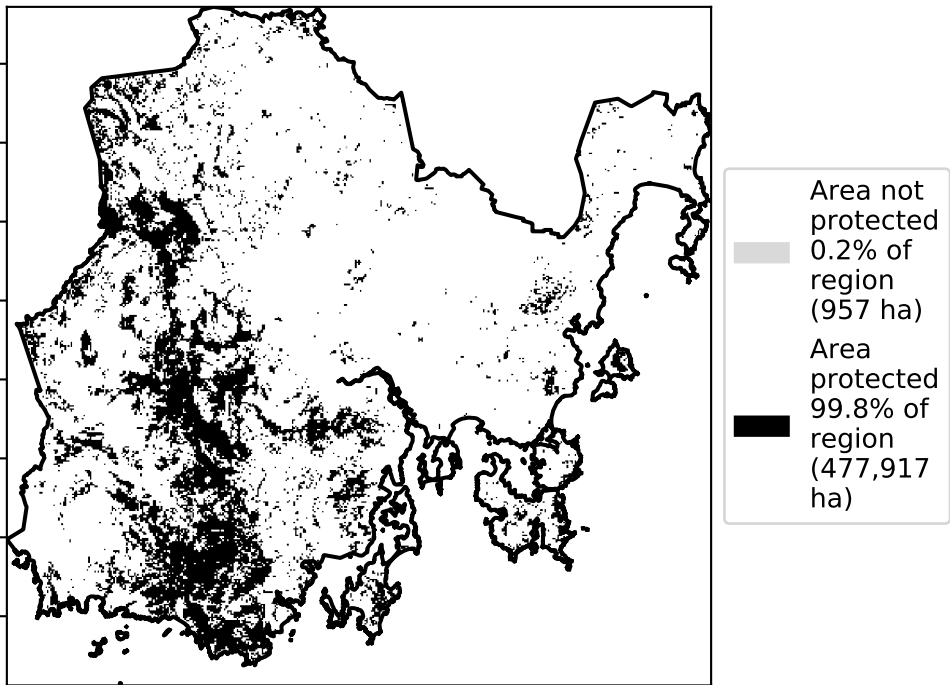 Area not
protected
0.2% of
region
(957 ha)
Area
protected
99.8% of
region
(477,917
ha)